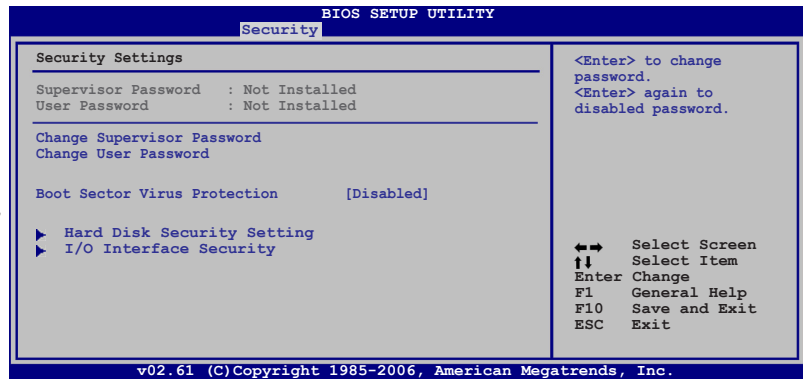 BIOS SETUP UTILITY
Security
Security Settings
Supervisor Password : Not Installed
User Password : Not Installed
Change Supervisor Password
Change User Password
Boot Sector Virus Protection [Disabled]
Hard Disk Security Setting
I/O Interface Security
<Enter> to change
password.
<Enter> again to
disabled password.
Select Screen
Select Item
Enter Change
F1 General Help
F10 Save and Exit
ESC Exit
v02.61 (C)Copyright 1985-2006, American Megatrends, Inc.